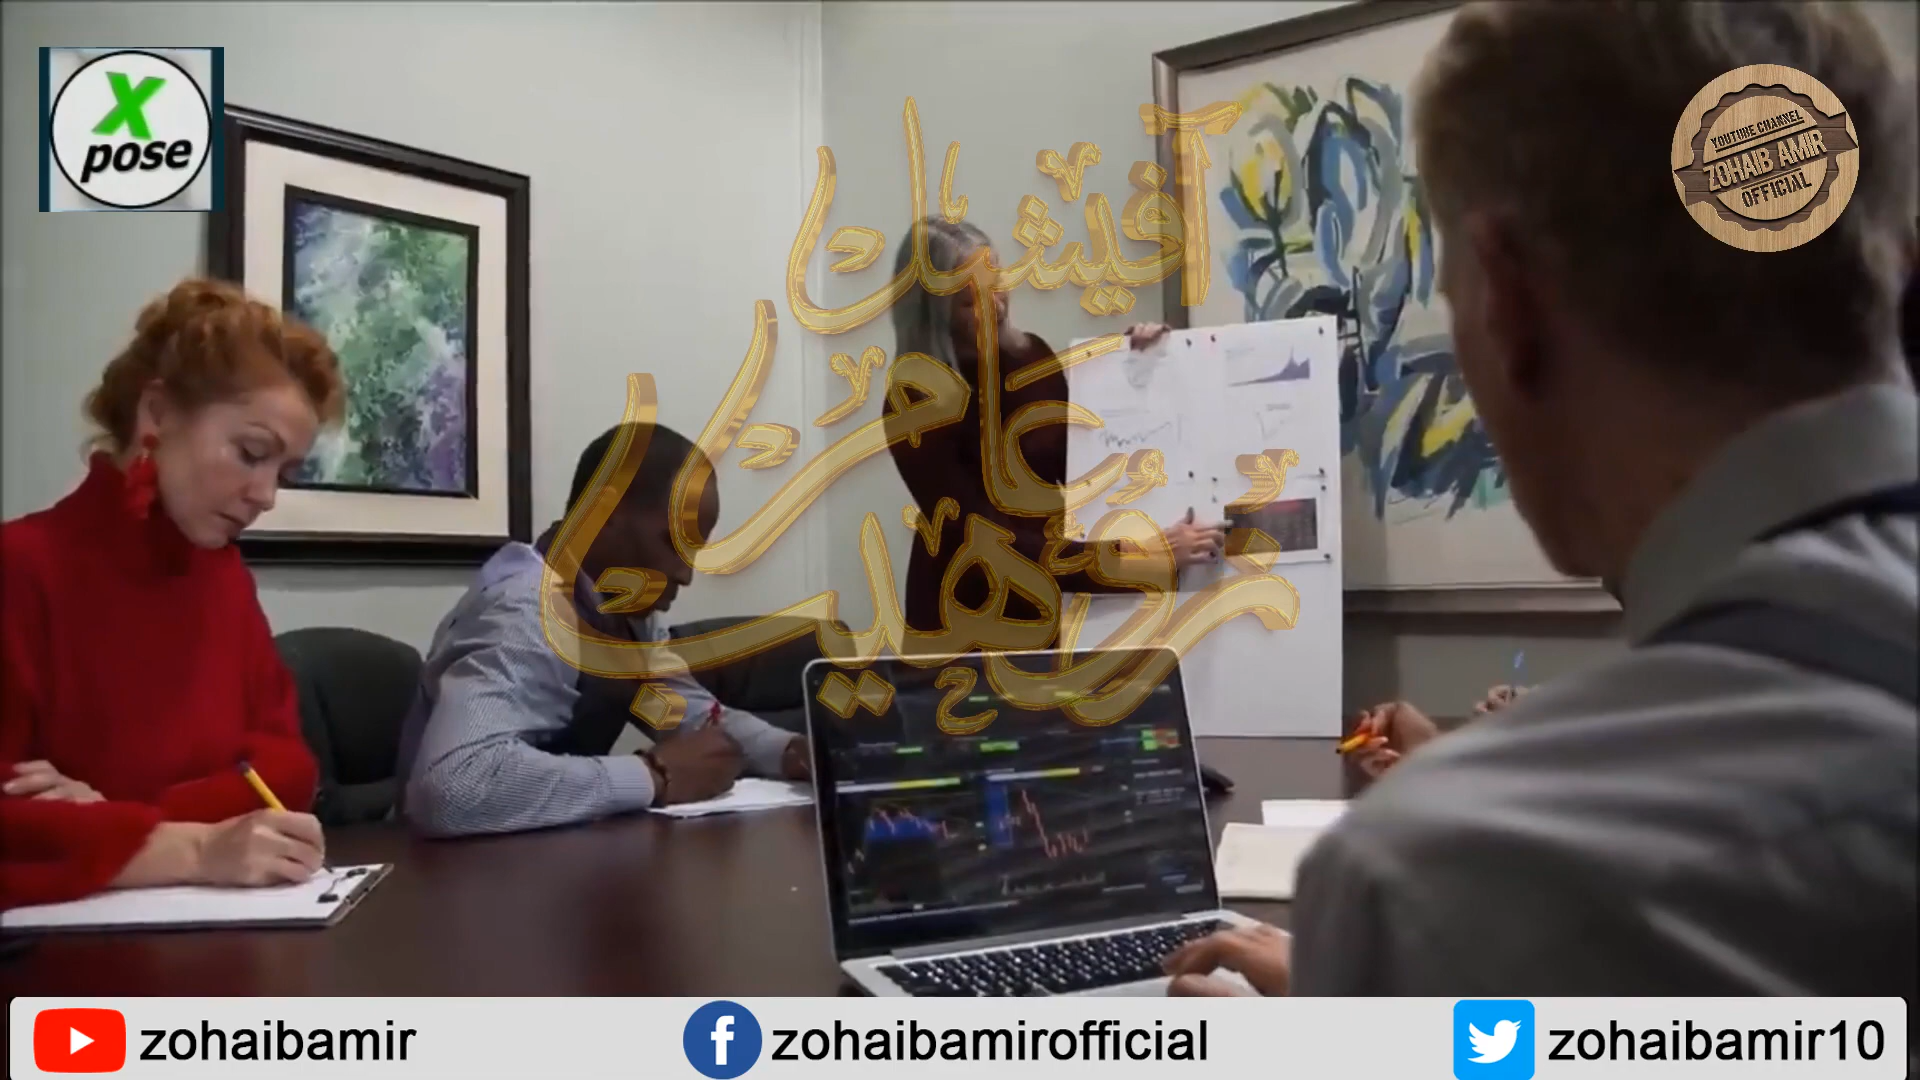 X
pose
YOUTUBE CHANNEL
ZOHAIB AMIR
OFFICIAL
آفیشل
عامر
زوہیب
zohaibamir
zohaibamirofficial
zohaibamir10